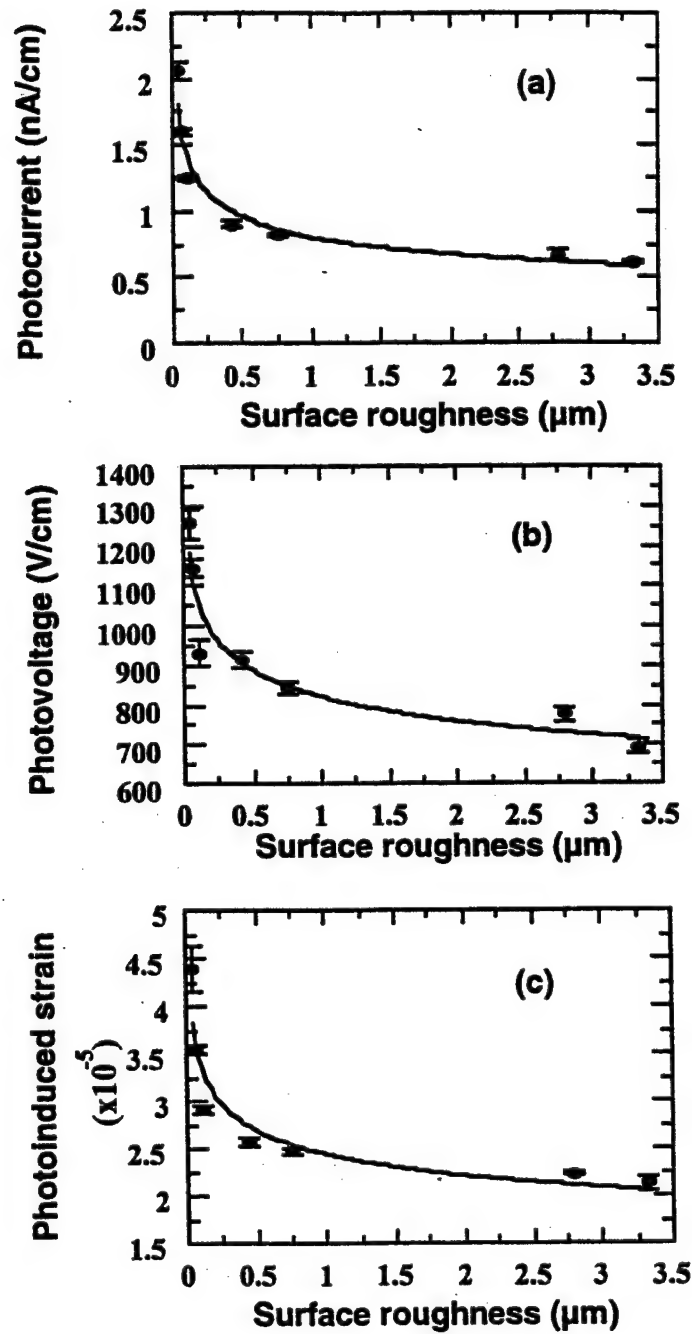 2.5
2
1.5
1
0.5
0
Photocurrent (nA/cm)
(a)
0 0.5 1 1.5 2 2.5 3 3.5
Surface roughness (µm)
1400
1300
1200
1100
1000
900
800
700
600
Photovoltage (V/cm)
(b)
0 0.5 1 1.5 2 2.5 3 3.5
Surface roughness (µm)
5
4.5
4
3.5
3
2.5
2
1.5
Photoinduced strain
(x10⁻⁵)
(c)
0 0.5 1 1.5 2 2.5 3 3.5
Surface roughness (µm)